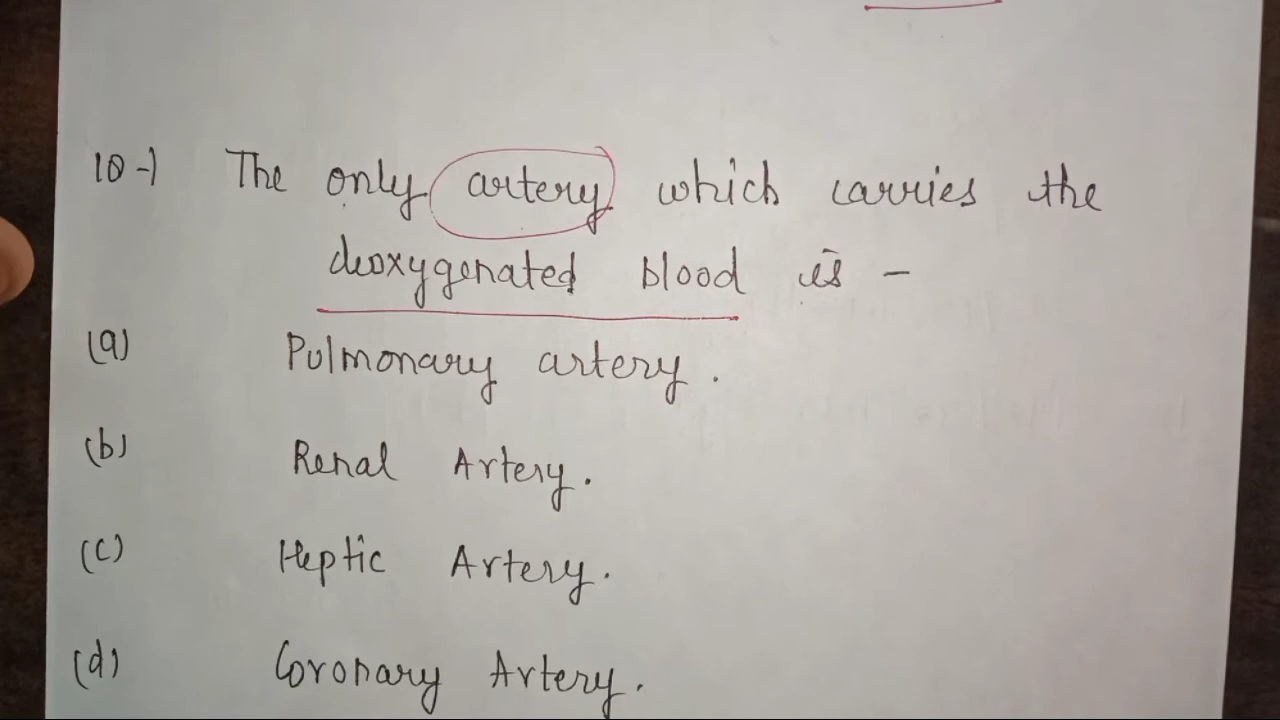 10-) The only artery which carries the
deoxygenated blood is -
(a) Pulmonary artery.
(b) Renal Artery.
(c) Heptic Artery.
(d) Coronary Artery.